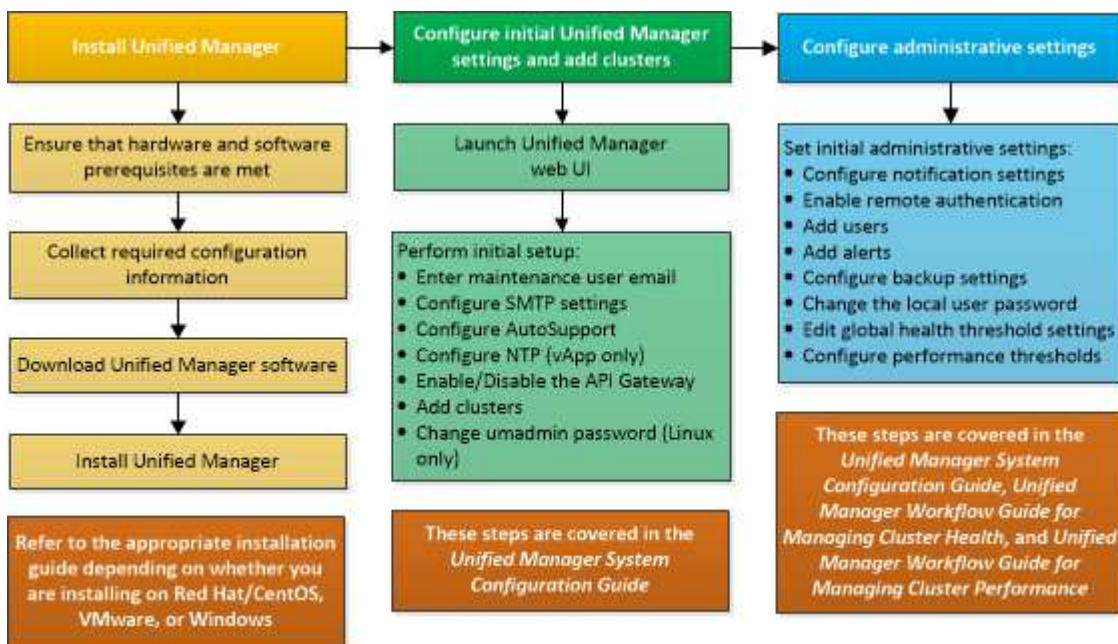 Install Unified Manager
Ensure that hardware and software
prerequisites are met
Collect required configuration
information
Download Unified Manager software
Install Unified Manager
Refer to the appropriate installation
guide depending on whether you
are installing on Red Hat/CentOS,
VMware, or Windows
Configure initial Unified Manager
settings and add clusters
Launch Unified Manager
web UI
Perform initial setup:
• Enter maintenance user email
• Configure SMTP settings
• Configure AutoSupport
• Configure NTP (vApp only)
• Enable/Disable the API Gateway
• Add clusters
• Change umadmin password (Linux
only)
These steps are covered in the
Unified Manager System
Configuration Guide
Configure administrative settings
Set initial administrative settings:
• Configure notification settings
• Enable remote authentication
• Add users
• Add alerts
• Configure backup settings
• Change the local user password
• Edit global health threshold settings
• Configure performance thresholds
These steps are covered in the
Unified Manager System
Configuration Guide, Unified
Manager Workflow Guide for
Managing Cluster Health, and Unified
Manager Workflow Guide for
Managing Cluster Performance